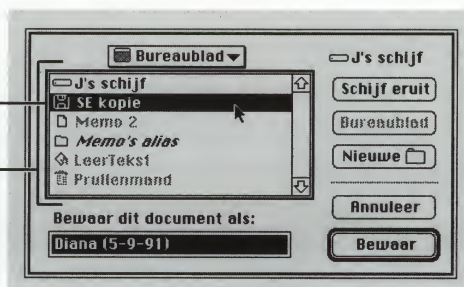 Bureaublad
J's schijf
SE kopie
Memo 2
Memo's alias
LeerTekst
Prullenmand
Bewaar dit document als:
Diana (5-9-91)
J's schijf
Schijf eruit
Bureaublad
Nieuwe
Annuleer
Bewaar